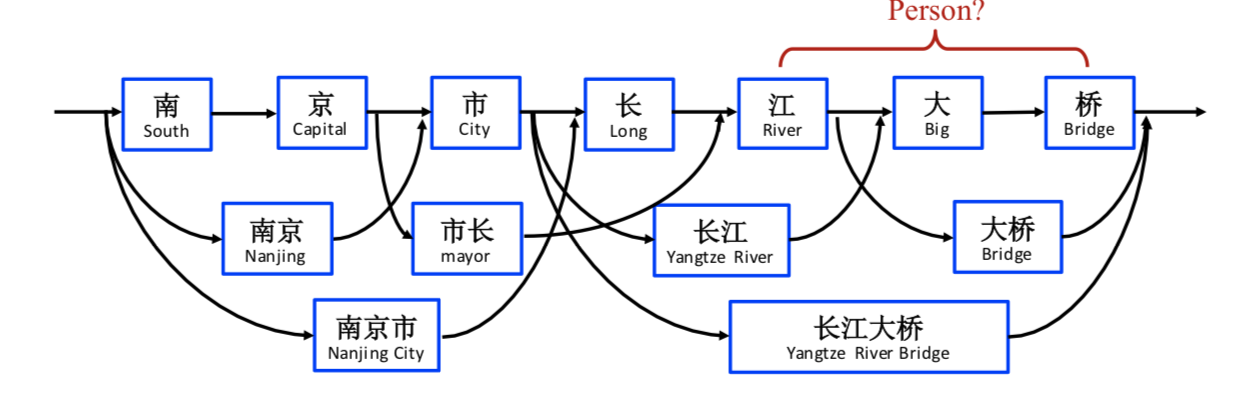 Person?
南
South
京
Capital
市
City
长
Long
江
River
大
Big
桥
Bridge
南京
Nanjing
市长
mayor
长江
Yangtze River
大桥
Bridge
南京市
Nanjing City
长江大桥
Yangtze River Bridge